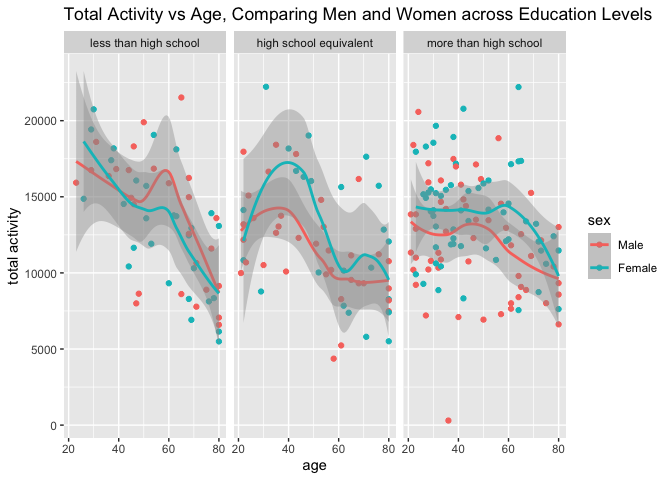 Total Activity vs Age, Comparing Men and Women across Education Levels
less than high school
high school equivalent
more than high school
total activity
20000
15000
10000
5000
0
20 40 60 80
20 40 60 80
20 40 60 80
age
sex
Male
Female